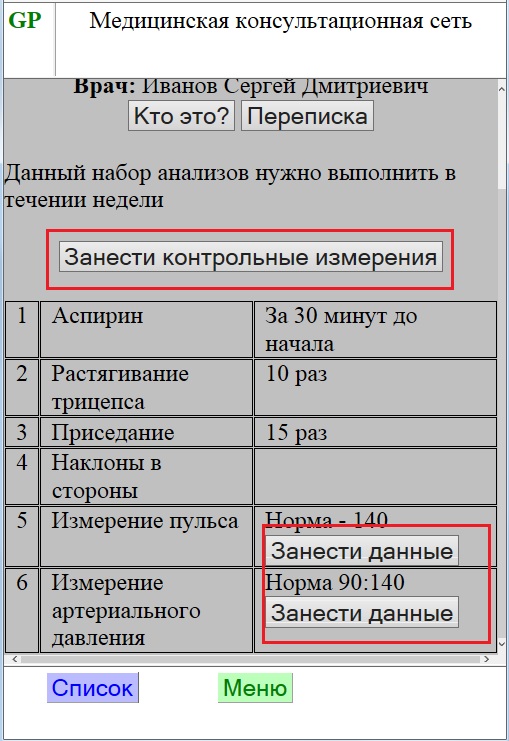 GP Медицинская консультационная сеть
Врач: Иванов Сергей Дмитриевич
Кто это? Переписка
Данный набор анализов нужно выполнить в
течении недели
Занести контрольные измерения
1 Аспирин За 30 минут до
начала
2 Растягивание 10 раз
трицепса
3 Приседание 15 раз
4 Наклоны в
стороны
5 Измерение пульса Норма - 140
Занести данные
6 Измерение Норма 90:140
артериального Занести данные
давления
Список Меню